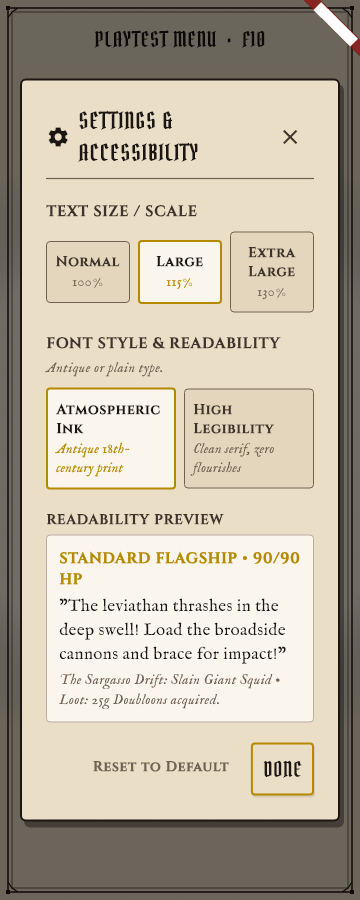 PLAYTEST MENU · F10
SETTINGS &
ACCESSIBILITY
TEXT SIZE / SCALE
NORMAL
100%
LARGE
115%
EXTRA
LARGE
130%
FONT STYLE & READABILITY
Antique or plain type.
ATMOSPHERIC
INK
Antique 18th-
century print
HIGH
LEGIBILITY
Clean serif, zero
flourishes
READABILITY PREVIEW
STANDARD FLAGSHIP • 90/90
HP
"The leviathan thrashes in the
deep swell! Load the broadside
cannons and brace for impact!"
The Sargasso Drift: Slain Giant Squid •
Loot: 25g Doubloons acquired.
RESET TO DEFAULT
DONE